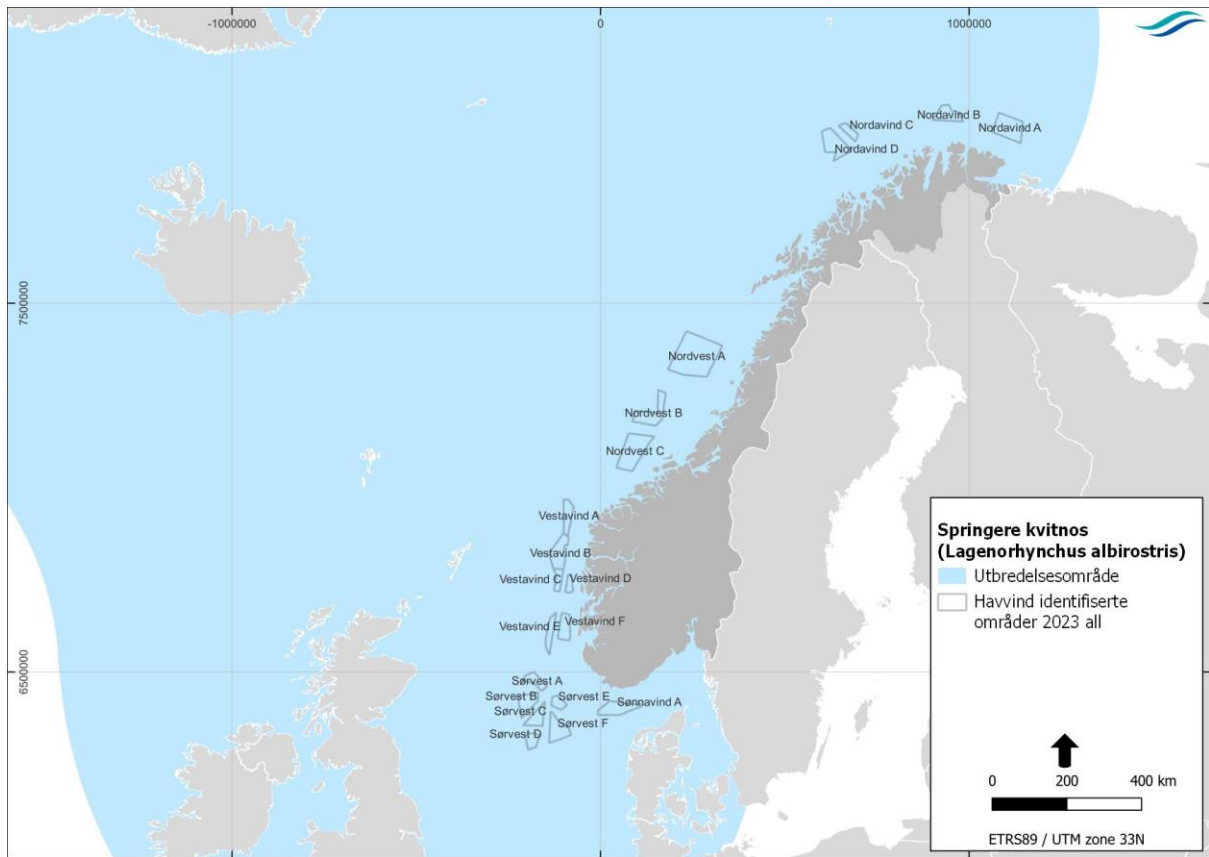 -1000000
0
1000000
Nordavind B
Nordavind C
Nordavind A
Nordavind D
7500000
Nordvest A
Nordvest B
Nordvest C
Vestavind A
Vestavind B
Vestavind C
Vestavind D
Vestavind E
Vestavind F
6500000
Sørvest A
Sørvest B
Sørvest E
Sønnavind A
Sørvest C
Sørvest F
Sørvest D
Springere kvitnos
(Lagenorhynchus albirostris)
Utbredelsesområde
Havvind identifiserte
områder 2023 all
0 200 400 km
ETRS89 / UTM zone 33N